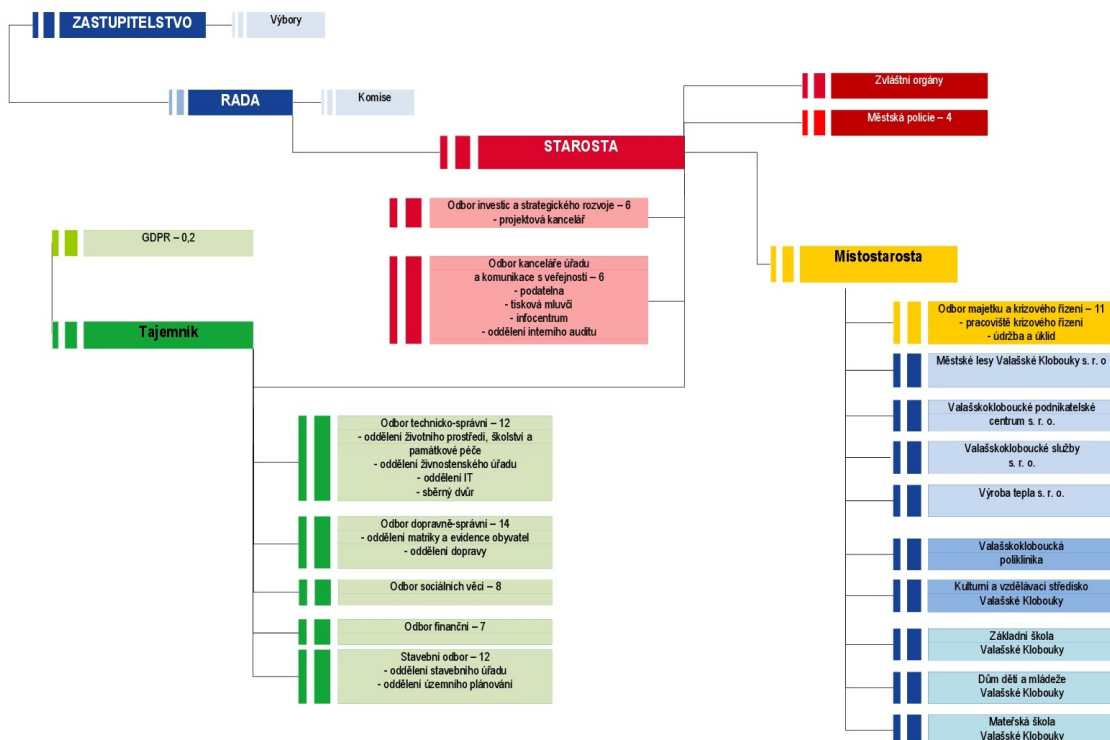 ZASTUPITELSTVO
Výbory
RADA
Komise
Zvláštní orgány
Městská policie – 4
STAROSTA
Odbor investic a strategického rozvoje – 6
- projektová kancelář
GDPR – 0,2
Odbor kanceláře úřadu
a komunikace s veřejností – 6
- podatelna
- tisková mluvčí
- infocentrum
- oddělení interního auditu
Místostarosta
Tajemník
Odbor majetku a krizového řízení – 11
- pracoviště krizového řízení
- údržba a úklid
Městské lesy Valašské Klobouky s. r. o
Valašskokloboucké podnikatelské
centrum s. r. o.
Valašskokloboucké služby
s. r. o.
Výroba tepla s. r. o.
Valašskokloboucká
poliklinika
Kulturní a vzdělávací středisko
Valašské Klobouky
Základní škola
Valašské Klobouky
Dům dětí a mládeže
Valašské Klobouky
Mateřská škola
Valašské Klobouky
Odbor technicko-správní – 12
- oddělení životního prostředí, školství a
památkové péče
- oddělení živnostenského úřadu
- oddělení IT
- sběrný dvůr
Odbor dopravně-správní – 14
- oddělení matriky a evidence obyvatel
- oddělení dopravy
Odbor sociálních věcí – 8
Odbor finanční – 7
Stavební odbor – 12
- oddělení stavebního úřadu
- oddělení územního plánování